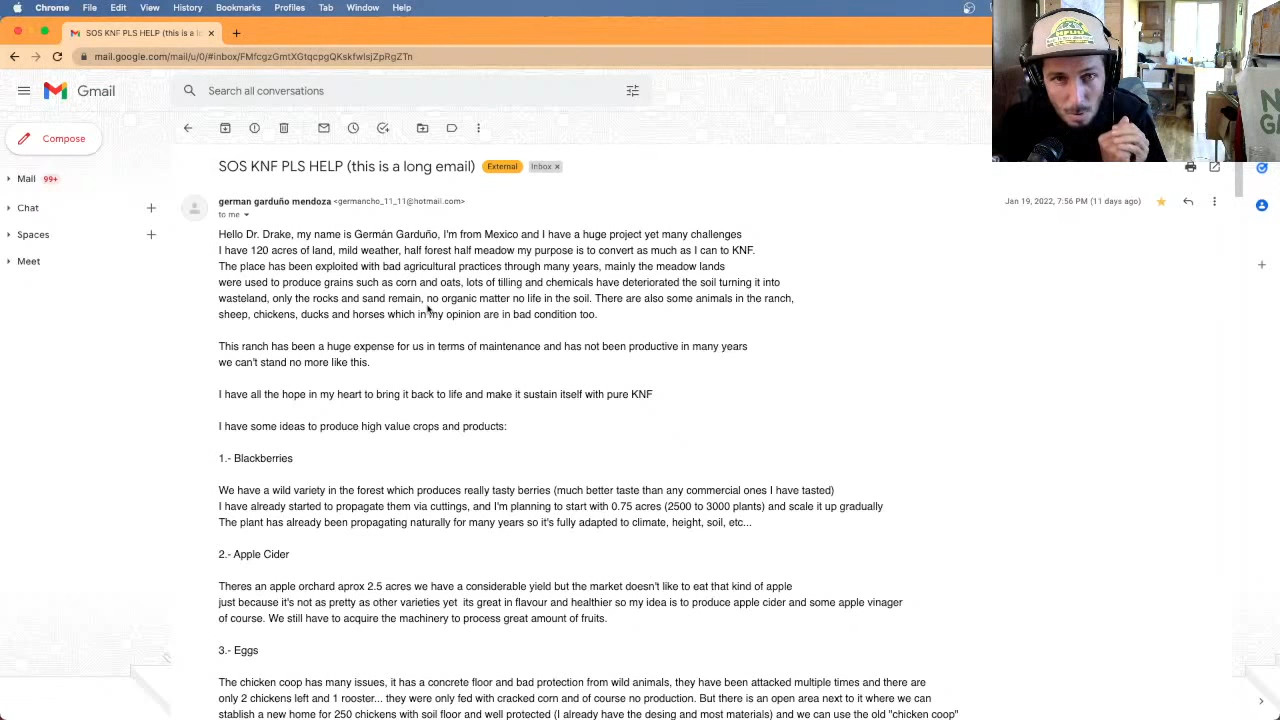 Chrome File Edit View History Bookmarks Profiles Tab Window Help
SOS KNF PLS HELP (this is a lo
mail.google.com/mail/u/0/#inbox/FMfcgzGmtXGtqcpgQKskfwlsjZpRgZTn
Gmail
Search all conversations
Compose
Mail 99+
Chat
Spaces
Meet
SOS KNF PLS HELP (this is a long email) External Inbox ×
german garduño mendoza <germancho_11_11@hotmail.com>
Jan 19, 2022, 7:56 PM (11 days ago)
to me
Hello Dr. Drake, my name is Germán Garduño, I'm from Mexico and I have a huge project yet many challenges
I have 120 acres of land, mild weather, half forest half meadow my purpose is to convert as much as I can to KNF.
The place has been exploited with bad agricultural practices through many years, mainly the meadow lands
were used to produce grains such as corn and oats, lots of tilling and chemicals have deteriorated the soil turning it into
wasteland, only the rocks and sand remain, no organic matter no life in the soil. There are also some animals in the ranch,
sheep, chickens, ducks and horses which in my opinion are in bad condition too.
This ranch has been a huge expense for us in terms of maintenance and has not been productive in many years
we can't stand no more like this.
I have all the hope in my heart to bring it back to life and make it sustain itself with pure KNF
I have some ideas to produce high value crops and products:
1.- Blackberries
We have a wild variety in the forest which produces really tasty berries (much better taste than any commercial ones I have tasted)
I have already started to propagate them via cuttings, and I'm planning to start with 0.75 acres (2500 to 3000 plants) and scale it up gradually
The plant has already been propagating naturally for many years so it's fully adapted to climate, height, soil, etc...
2.- Apple Cider
Theres an apple orchard aprox 2.5 acres we have a considerable yield but the market doesn't like to eat that kind of apple
just because it's not as pretty as other varieties yet its great in flavour and healthier so my idea is to produce apple cider and some apple vinager
of course. We still have to acquire the machinery to process great amount of fruits.
3.- Eggs
The chicken coop has many issues, it has a concrete floor and bad protection from wild animals, they have been attacked multiple times and there are
only 2 chickens left and 1 rooster... they were only fed with cracked corn and of course no production. But there is an open area next to it where we can
stablish a new home for 250 chickens with soil floor and well protected (I already have the desing and most materials) and we can use the old "chicken coop"